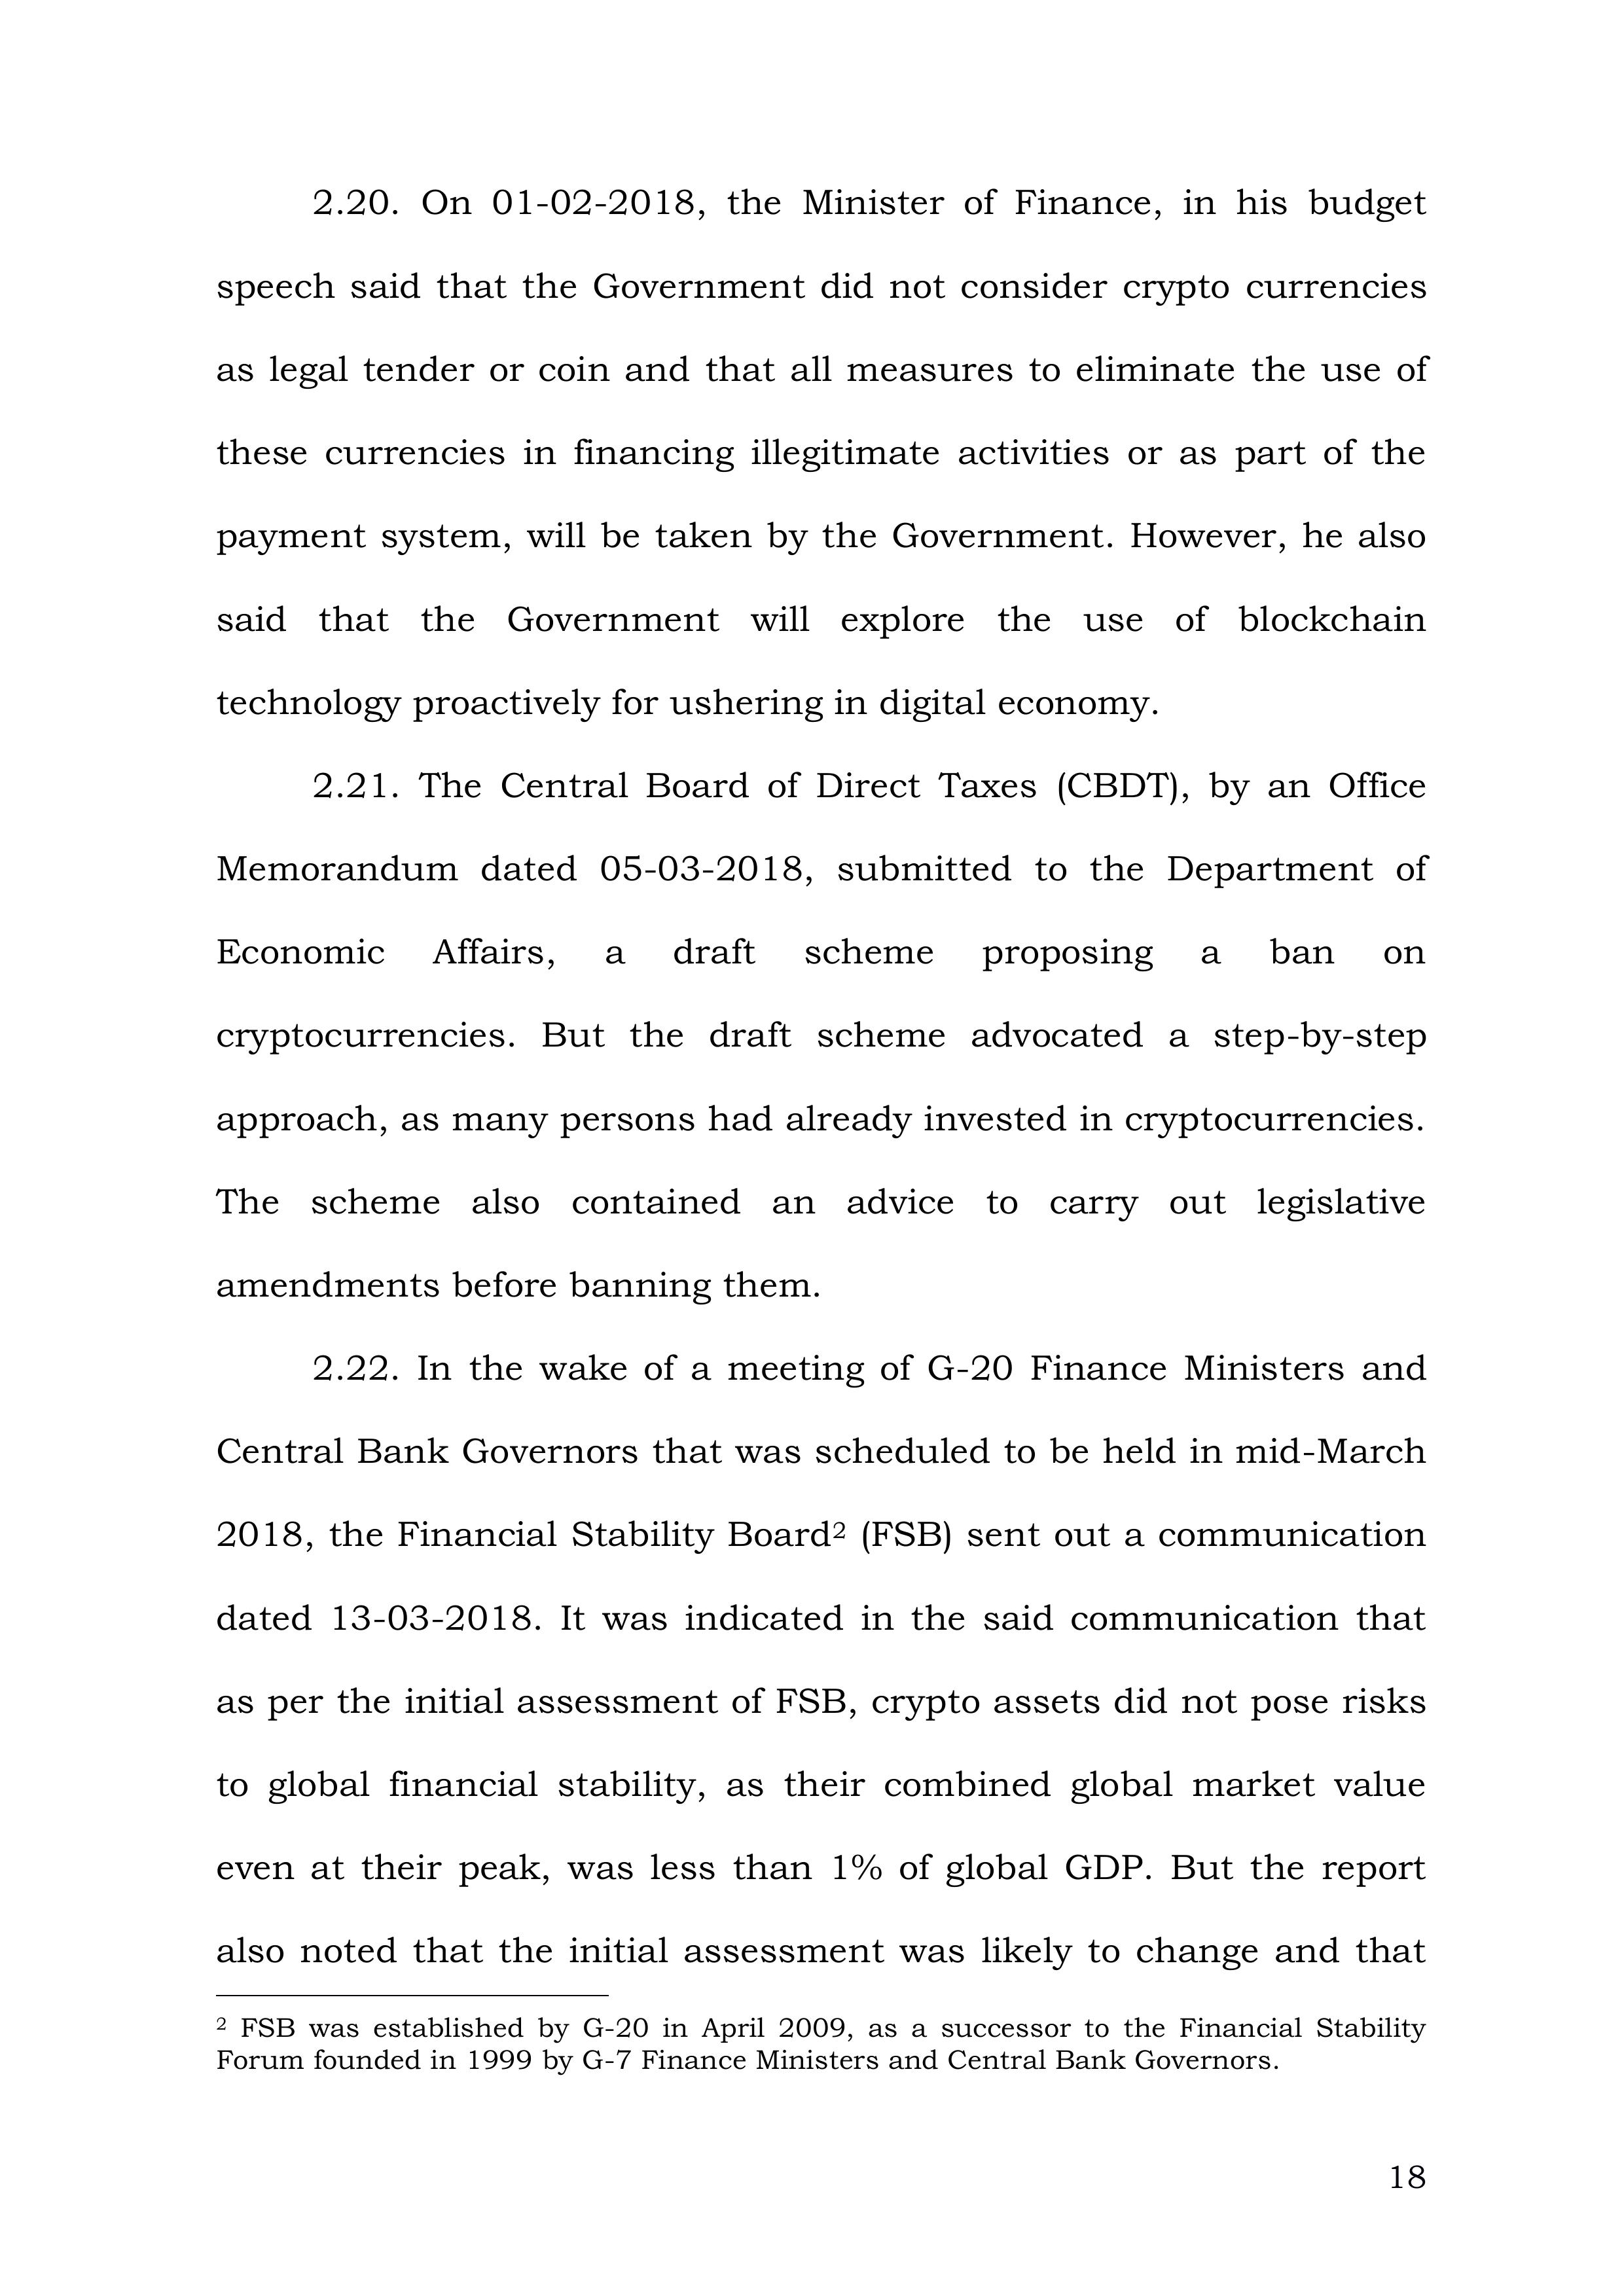 2.20. On 01-02-2018, the Minister of Finance, in his budget
speech said that the Government did not consider crypto currencies
as legal tender or coin and that all measures to eliminate the use of
these currencies in financing illegitimate activities or as part of the
payment system, will be taken by the Government. However, he also
said that the Government will explore the use of blockchain
technology proactively for ushering in digital economy.
2.21. The Central Board of Direct Taxes (CBDT), by an Office
Memorandum dated 05-03-2018, submitted to the Department of
Economic Affairs, a draft scheme proposing a ban on
cryptocurrencies. But the draft scheme advocated a step-by-step
approach, as many persons had already invested in cryptocurrencies.
The scheme also contained an advice to carry out legislative
amendments before banning them.
2.22. In the wake of a meeting of G-20 Finance Ministers and
Central Bank Governors that was scheduled to be held in mid-March
2018, the Financial Stability Board2 (FSB) sent out a communication
dated 13-03-2018. It was indicated in the said communication that
as per the initial assessment of FSB, crypto assets did not pose risks
to global financial stability, as their combined global market value
even at their peak, was less than 1% of global GDP. But the report
also noted that the initial assessment was likely to change and that
2 FSB was established by G-20 in April 2009, as a successor to the Financial Stability
Forum founded in 1999 by G-7 Finance Ministers and Central Bank Governors.
18